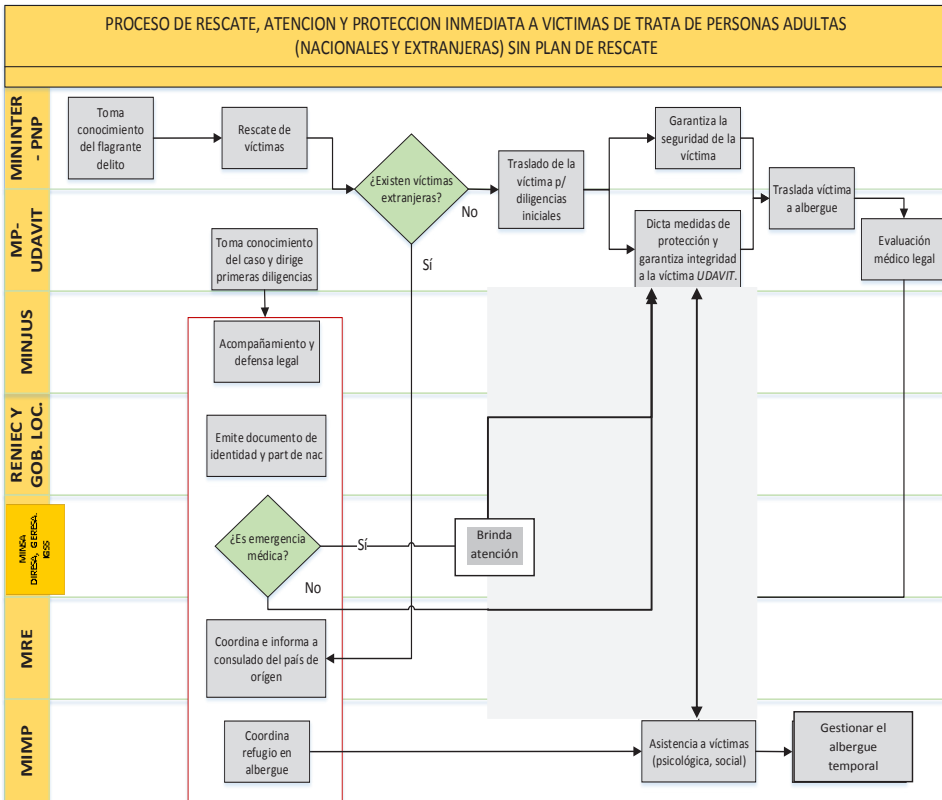 PROCESO DE RESCATE, ATENCION Y PROTECCION INMEDIATA A VICTIMAS DE TRATA DE PERSONAS ADULTAS
(NACIONALES Y EXTRANJERAS) SIN PLAN DE RESCATE
MININTER
- PNP
Toma
conocimiento
del flagrante
delito
Rescate de
víctimas
¿Existen víctimas
extranjeras?
No
Sí
Traslado de la
víctima p/
diligencias
iniciales
Garantiza la
seguridad de la
víctima
Traslada víctima
a albergue
MP-
UDAVIT
Toma conocimiento
del caso y dirige
primeras diligencias
Dicta medidas de
protección y
garantiza integridad
a la víctima UDAVIT.
Evaluación
médico legal
MINJUS
Acompañamiento y
defensa legal
RENIEC Y
GOB. LOC.
Emite documento de
identidad y part de nac
MINSA
DIRESA, GERESA.
IGSS
¿Es emergencia
médica?
Sí
No
Brinda
atención
MRE
Coordina e informa a
consulado del país de
orígen
MIMP
Coordina
refugio en
albergue
Asistencia a víctimas
(psicológica, social)
Gestionar el
albergue
temporal